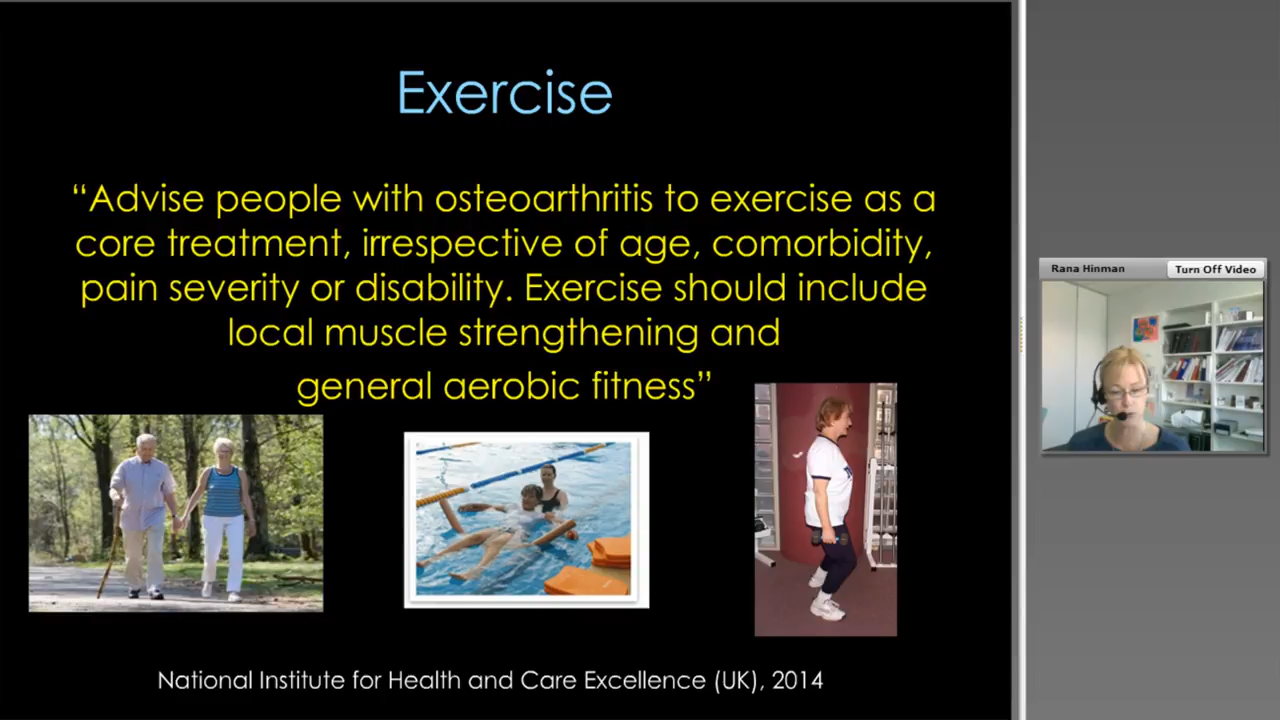 Exercise
“Advise people with osteoarthritis to exercise as a
core treatment, irrespective of age, comorbidity,
pain severity or disability. Exercise should include
local muscle strengthening and
general aerobic fitness”
National Institute for Health and Care Excellence (UK), 2014
Rana Hinman
Turn Off Video